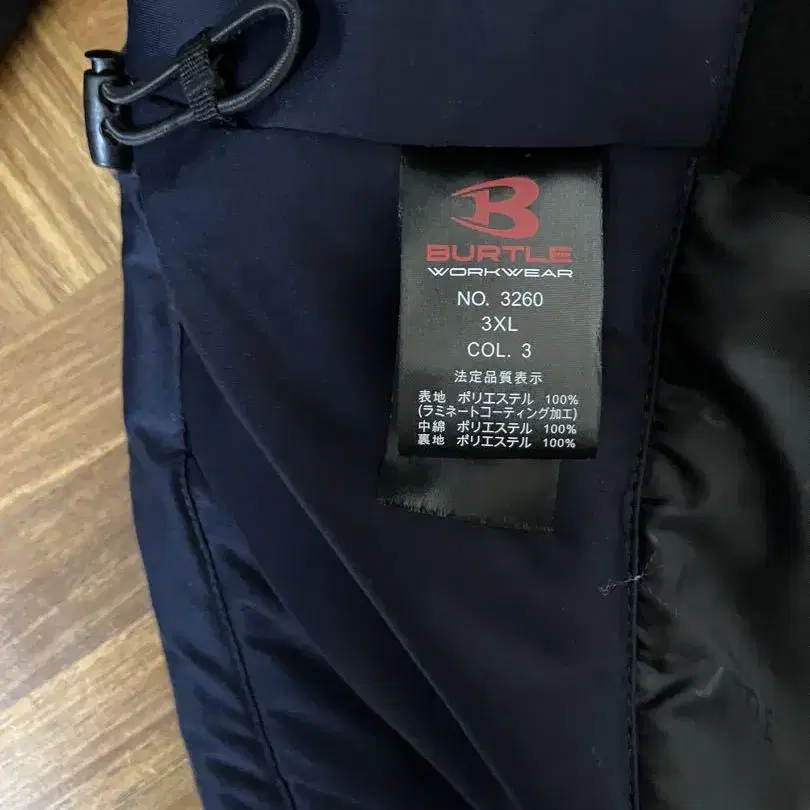 BURTLE
WORKWEAR
NO. 3260
3XL
COL. 3
法定品質表示
表地 ポリエステル 100%
(ラミネートコーティング加工)
中綿 ポリエステル 100%
裏地 ポリエステル 100%